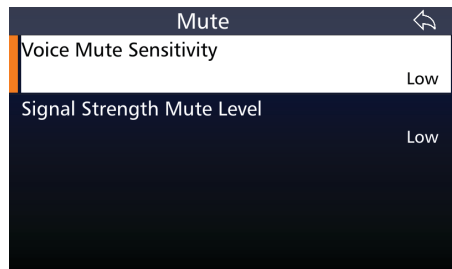 Mute
Voice Mute Sensitivity
Low
Signal Strength Mute Level
Low